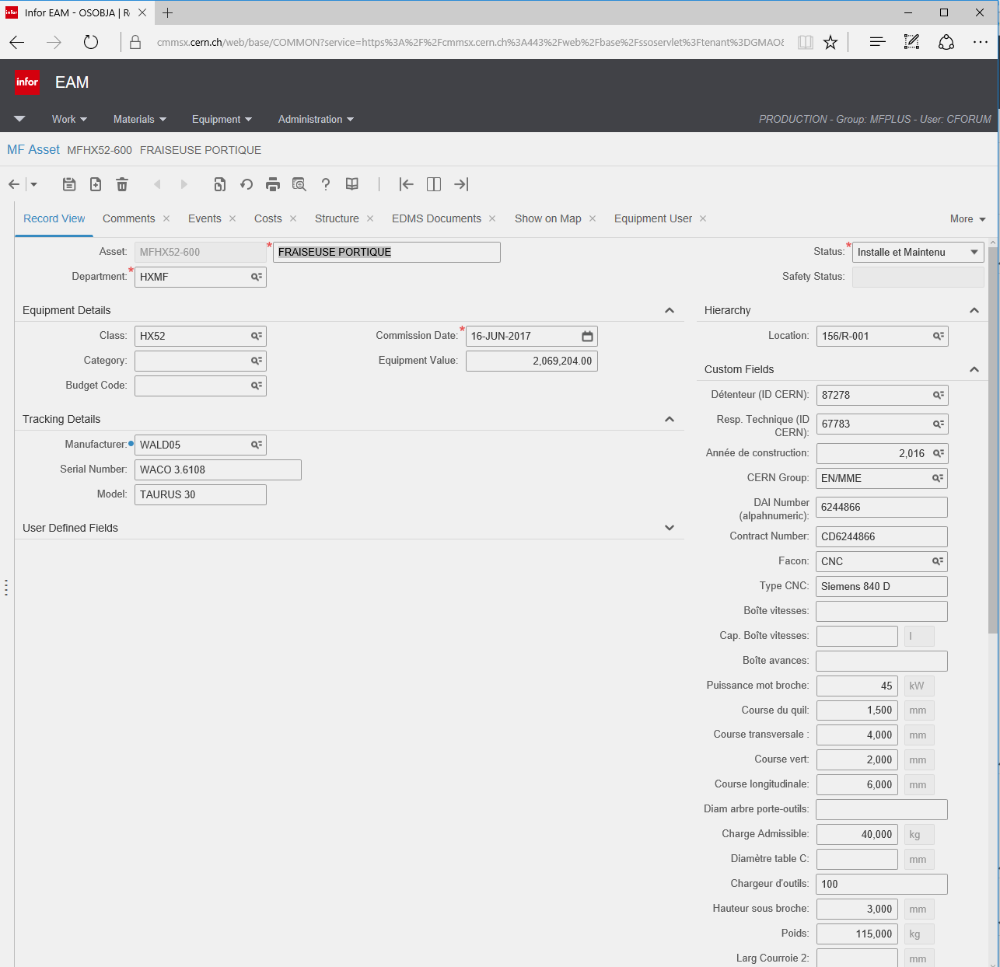 infor Infor EAM - OSOBJA | R
cmmsx.cern.ch/web/base/COMMON?service=https%3A%2F%2Fcmmsx.cern.ch%3A443%2Fweb%2Fbase%2Fssoservlet%3Ftenant%3DGMAO&
infor EAM
Work Materials Equipment Administration PRODUCTION - Group: MFPLUS - User: CFORUM
MF Asset MFHX52-600 FRAISEUSE PORTIQUE
Record View Comments Events Costs Structure EDMS Documents Show on Map Equipment User More
Asset: MFHX52-600 * FRAISEUSE PORTIQUE
Status:* Installe et Maintenu
Department:* HXMF
Safety Status:
Equipment Details
Class: HX52
Commission Date:* 16-JUN-2017
Category:
Equipment Value: 2,069,204.00
Budget Code:
Tracking Details
Manufacturer: WALD05
Serial Number: WACO 3.6108
Model: TAURUS 30
User Defined Fields
Hierarchy
Location: 156/R-001
Custom Fields
Détenteur (ID CERN): 87278
Resp. Technique (ID
CERN): 67783
Année de construction: 2,016
CERN Group: EN/MME
DAI Number
(alpahnumeric): 6244866
Contract Number: CD6244866
Facon: CNC
Type CNC: Siemens 840 D
Boîte vitesses:
Cap. Boîte vitesses: l
Boîte avances:
Puissance mot broche: 45 kW
Course du quil: 1,500 mm
Course transversale : 4,000 mm
Course vert: 2,000 mm
Course longitudinale: 6,000 mm
Diam arbre porte-outils:
Charge Admissible: 40,000 kg
Diamètre table C: mm
Chargeur d'outils: 100
Hauteur sous broche: 3,000 mm
Poids: 115,000 kg
Larg Courroie 2: mm